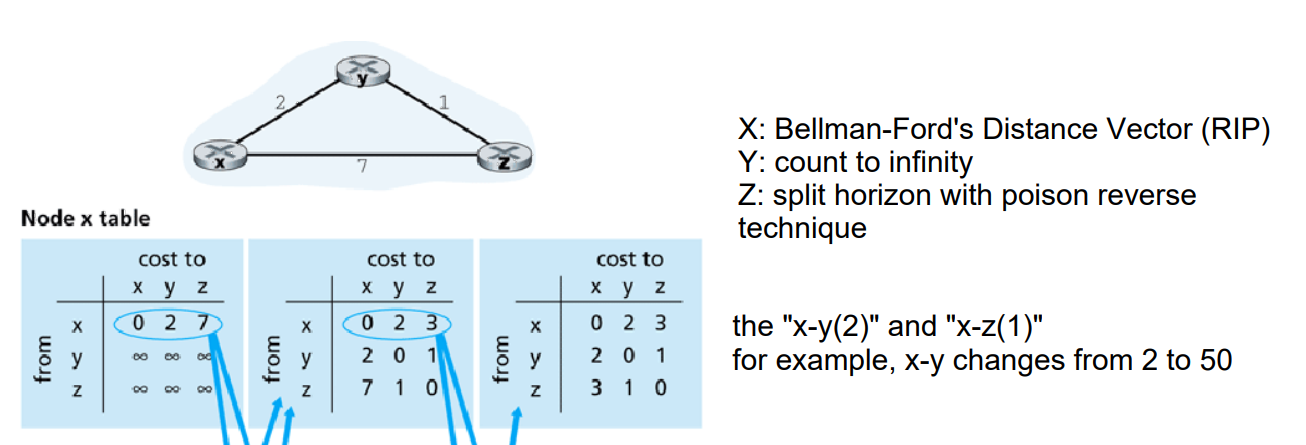 y
2
1
x
7
z
X: Bellman-Ford's Distance Vector (RIP)
Y: count to infinity
Z: split horizon with poison reverse
technique
the "x-y(2)" and "x-z(1)"
for example, x-y changes from 2 to 50
Node x table
cost to
x y z
from
x 0 2 7
y ∞ ∞ ∞
z ∞ ∞ ∞
cost to
x y z
from
x 0 2 3
y 2 0 1
z 7 1 0
cost to
x y z
from
x 0 2 3
y 2 0 1
z 3 1 0